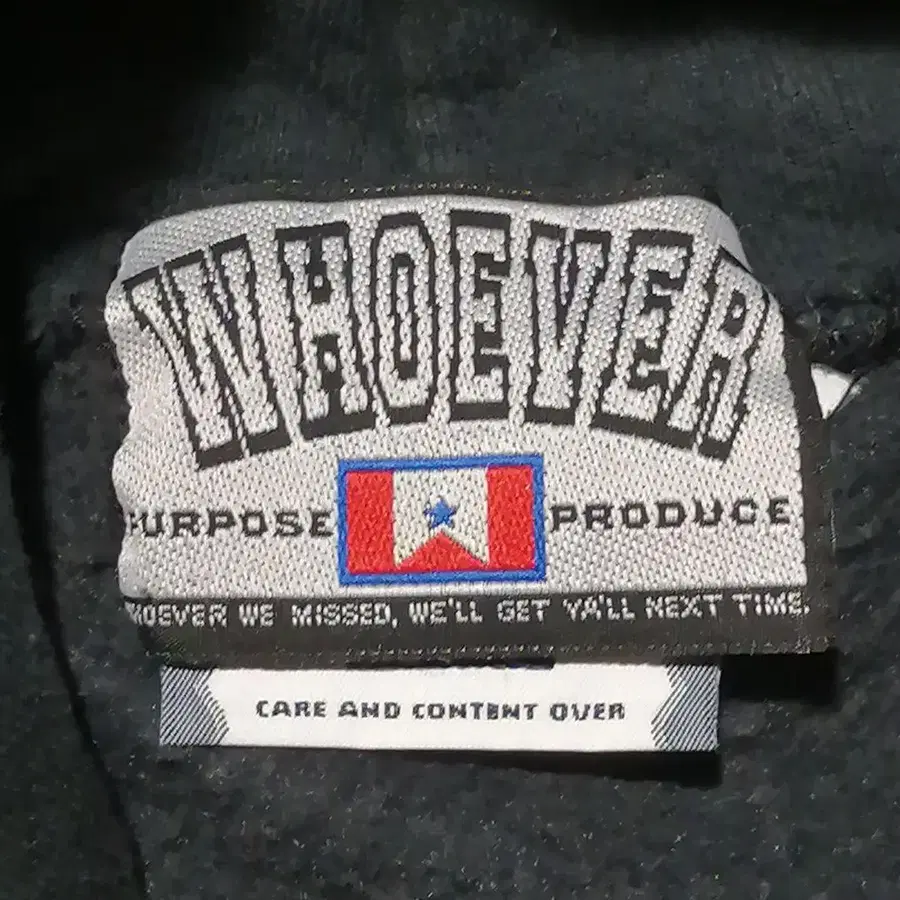 WHOEVER
PURPOSE PRODUCE
WHOEVER WE MISSED, WE'LL GET YA'LL NEXT TIME.
CARE AND CONTENT OVER